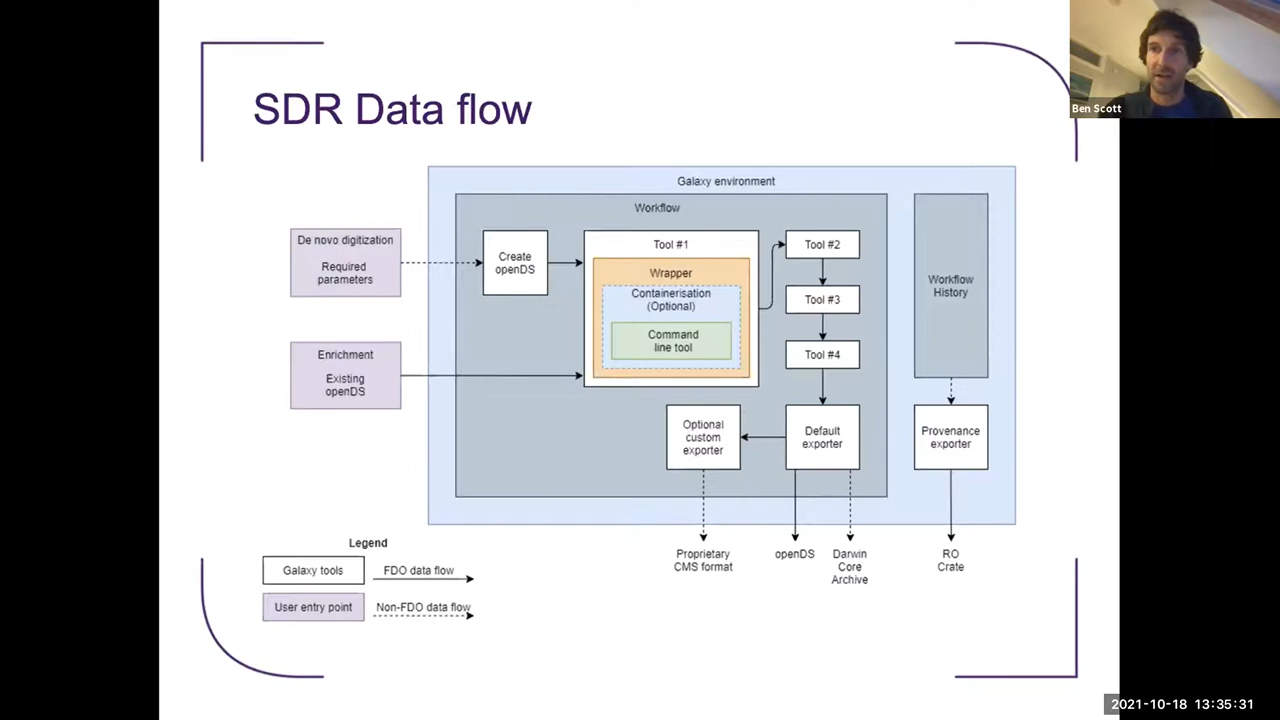 SDR Data flow
Ben Scott
Galaxy environment
Workflow
De novo digitization
Required
parameters
Create
openDS
Tool #1
Wrapper
Containerisation
(Optional)
Command
line tool
Tool #2
Tool #3
Tool #4
Workflow
History
Enrichment
Existing
openDS
Optional
custom
exporter
Default
exporter
Provenance
exporter
Proprietary
CMS format
openDS
Darwin
Core
Archive
RO
Crate
Legend
Galaxy tools
FDO data flow
User entry point
Non-FDO data flow
2021-10-18 13:35:31